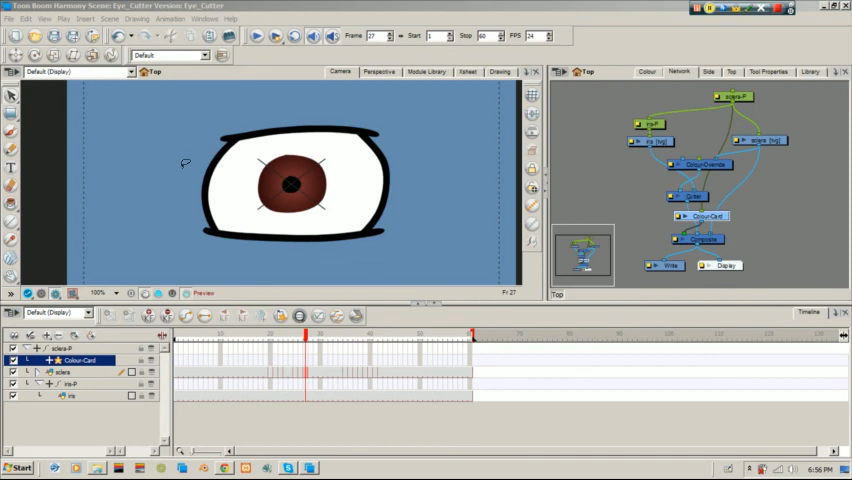 Toon Boom Harmony Scene: Eye_Cutter Version: Eye_Cutter
File Edit View Play Insert Scene Drawing Animation Windows Help
Frame 27 Start 1 Stop 60 FPS 24
Default
Default (Display) Top Camera Perspective Module Library Xsheet Drawing
Top Colour Network Side Top Tool Properties Library
sclera-P
iris-P
iris [tvg] sclera [tvg]
Colour-Override
Cutter
Colour-Card
Composite
Write Display
100% Preview Fr 27
Top
Default (Display) Timeline
10 20 30 40 50 60 70 80 90 100 110 120 130
sclera-P
Colour-Card
sclera
iris-P
iris
Start 6:56 PM